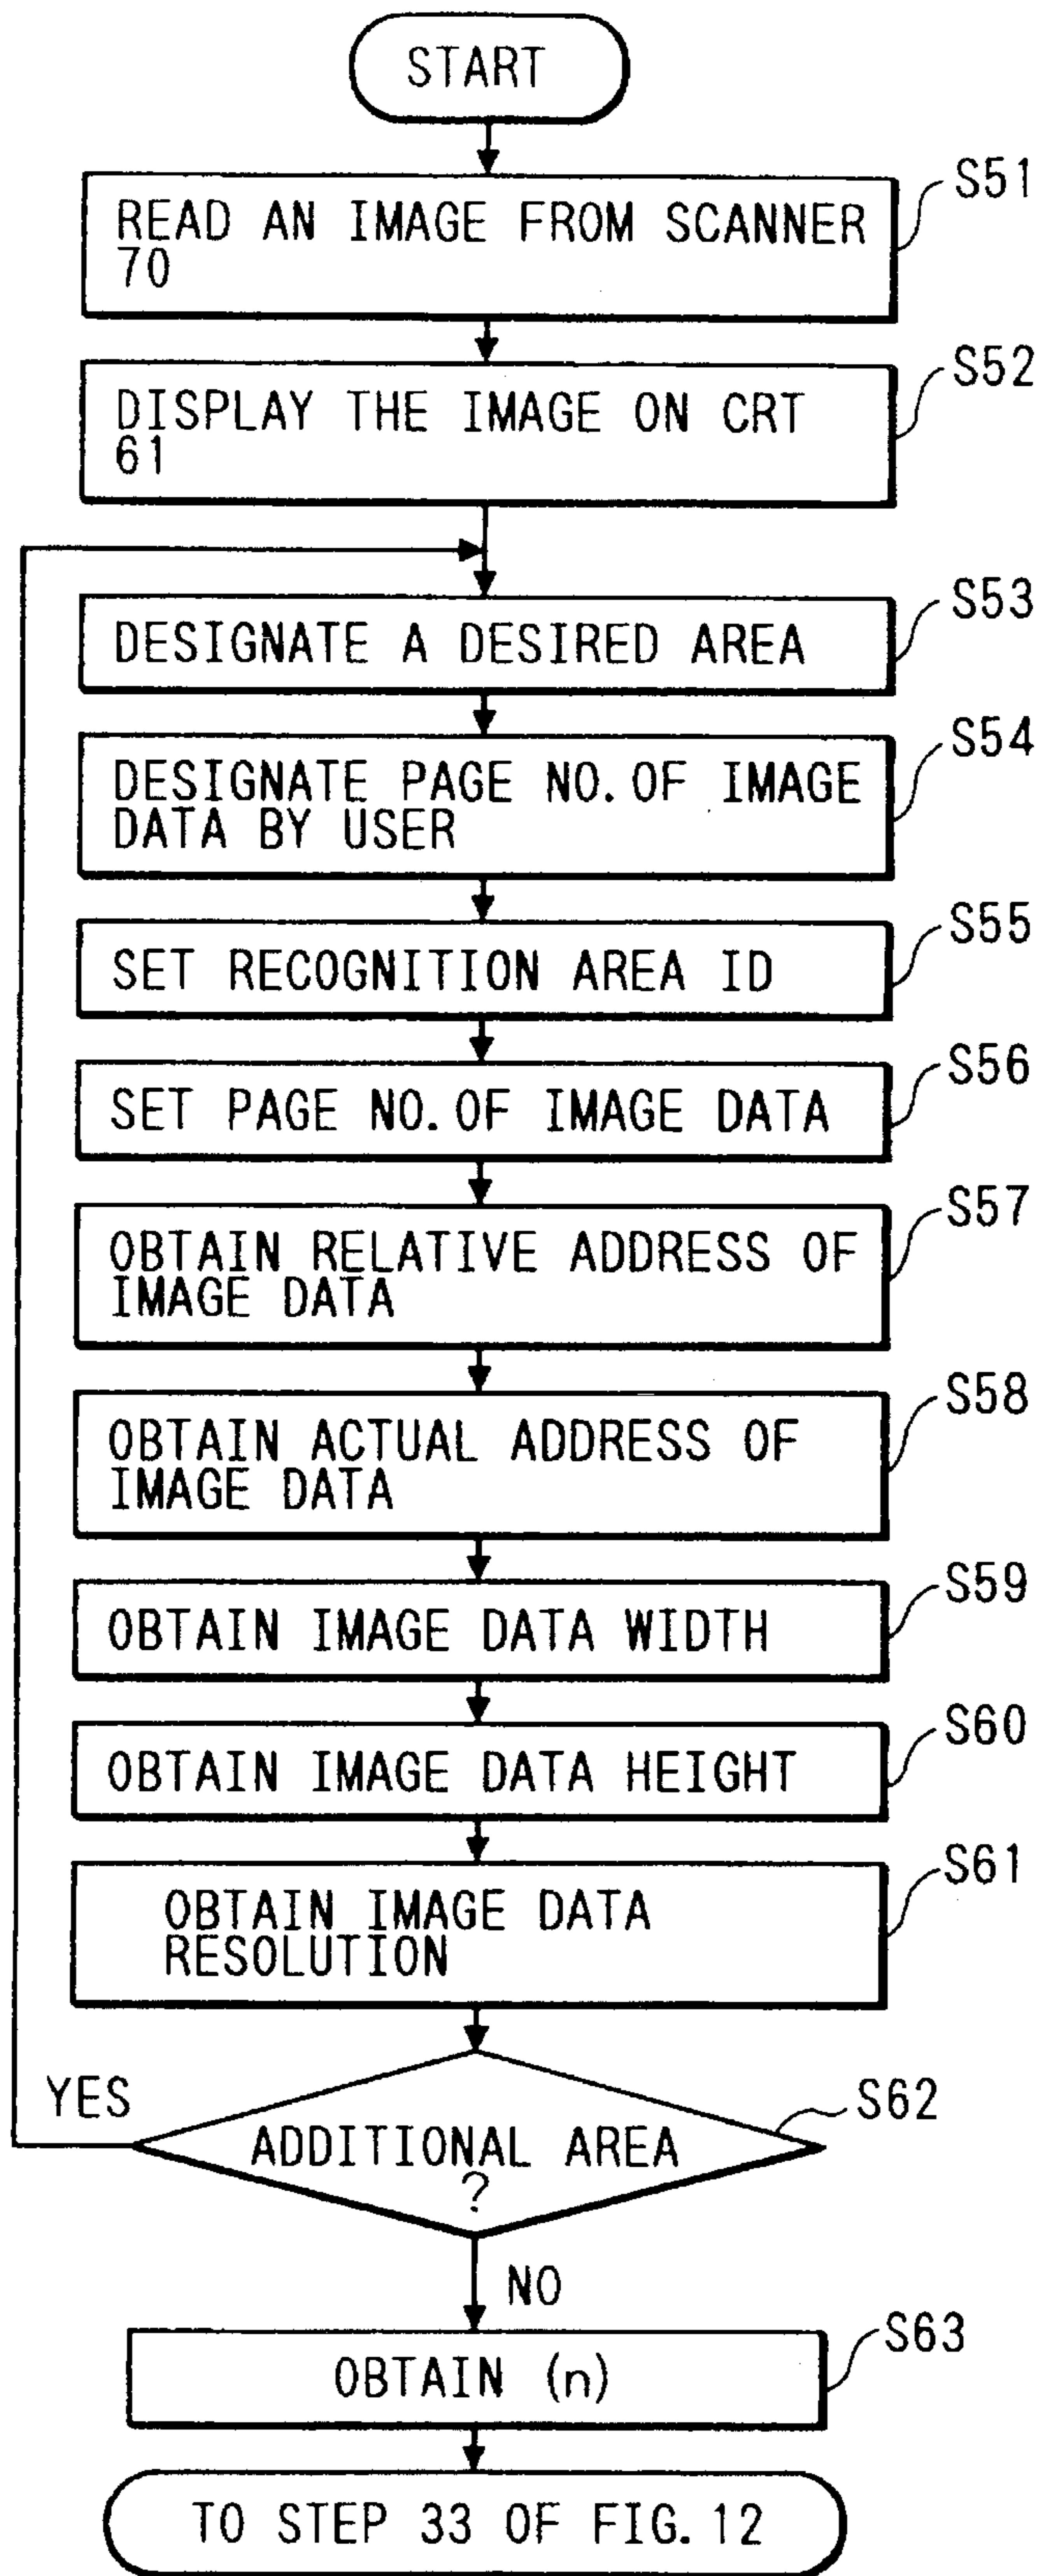 START
S51
READ AN IMAGE FROM SCANNER
70
S52
DISPLAY THE IMAGE ON CRT
61
S53
DESIGNATE A DESIRED AREA
S54
DESIGNATE PAGE NO. OF IMAGE
DATA BY USER
S55
SET RECOGNITION AREA ID
S56
SET PAGE NO. OF IMAGE DATA
S57
OBTAIN RELATIVE ADDRESS OF
IMAGE DATA
S58
OBTAIN ACTUAL ADDRESS OF
IMAGE DATA
S59
OBTAIN IMAGE DATA WIDTH
S60
OBTAIN IMAGE DATA HEIGHT
S61
OBTAIN IMAGE DATA
RESOLUTION
YES
S62
ADDITIONAL AREA
?
NO
S63
OBTAIN (n)
TO STEP 33 OF FIG. 12